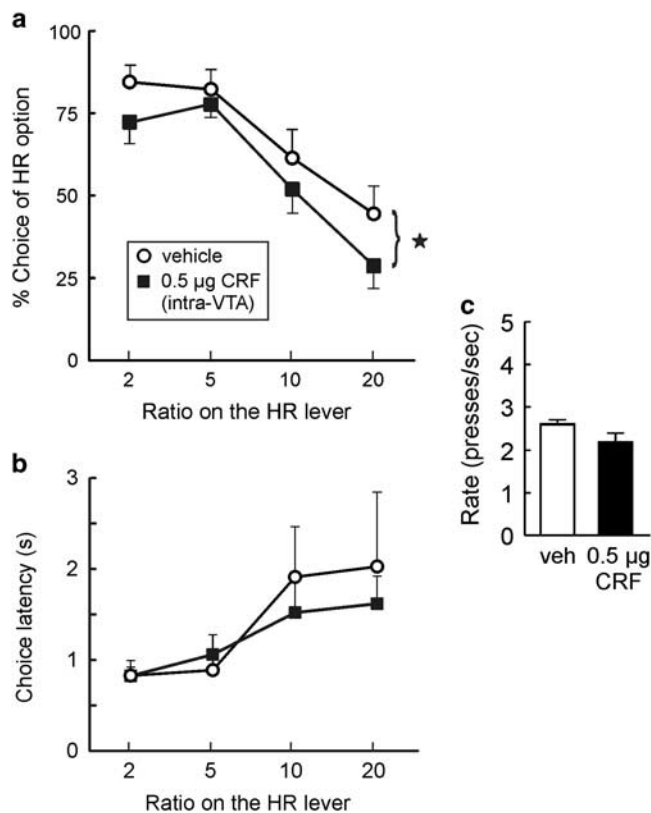 a
100
75
50
25
0
% Choice of HR option
vehicle
0.5 µg CRF
(intra-VTA)
★
2 5 10 20
Ratio on the HR lever
b
3
2
1
0
Choice latency (s)
2 5 10 20
Ratio on the HR lever
c
5
4
3
2
2
1
0
Rate (presses/sec)
veh 0.5 µg
CRF